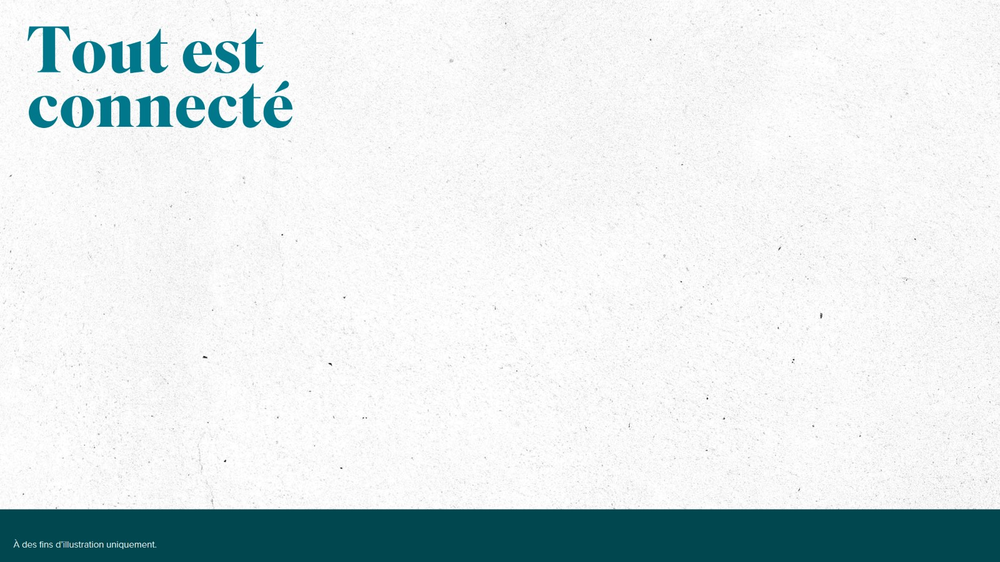 Tout est
connecté
À des fins d’illustration uniquement.